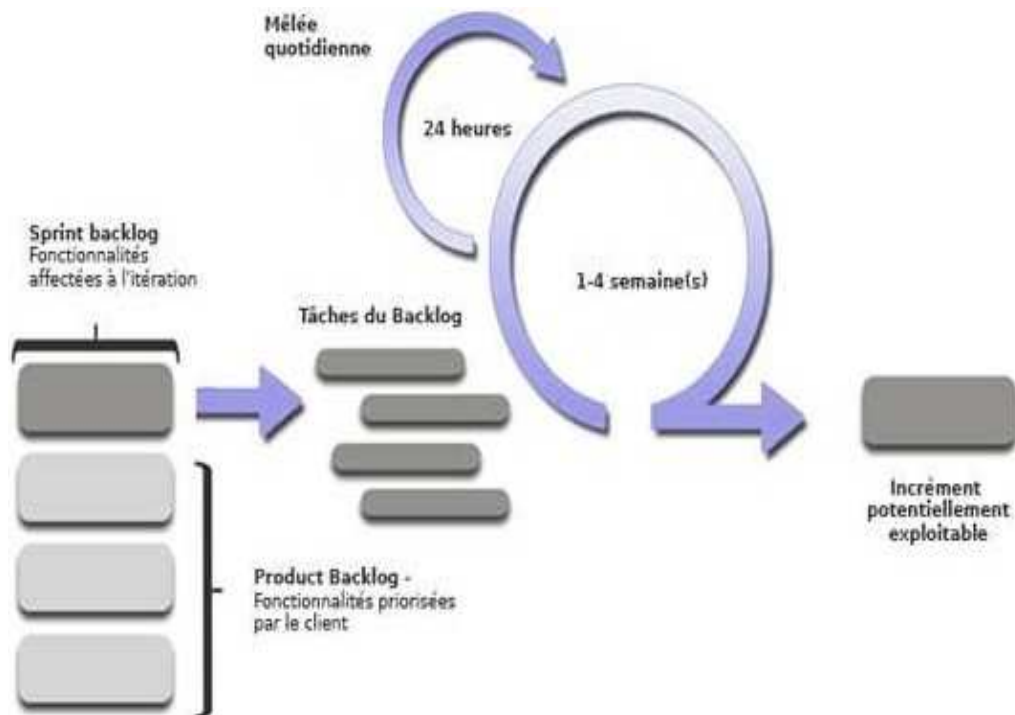 Mêlée
quotidienne
24 heures
Sprint backlog
Fonctionnalités
affectées à l'itération
1-4 semaine(s)
Tâches du Backlog
Incrément
potentiellement
exploitable
Product Backlog -
Fonctionnalités priorisées
par le client